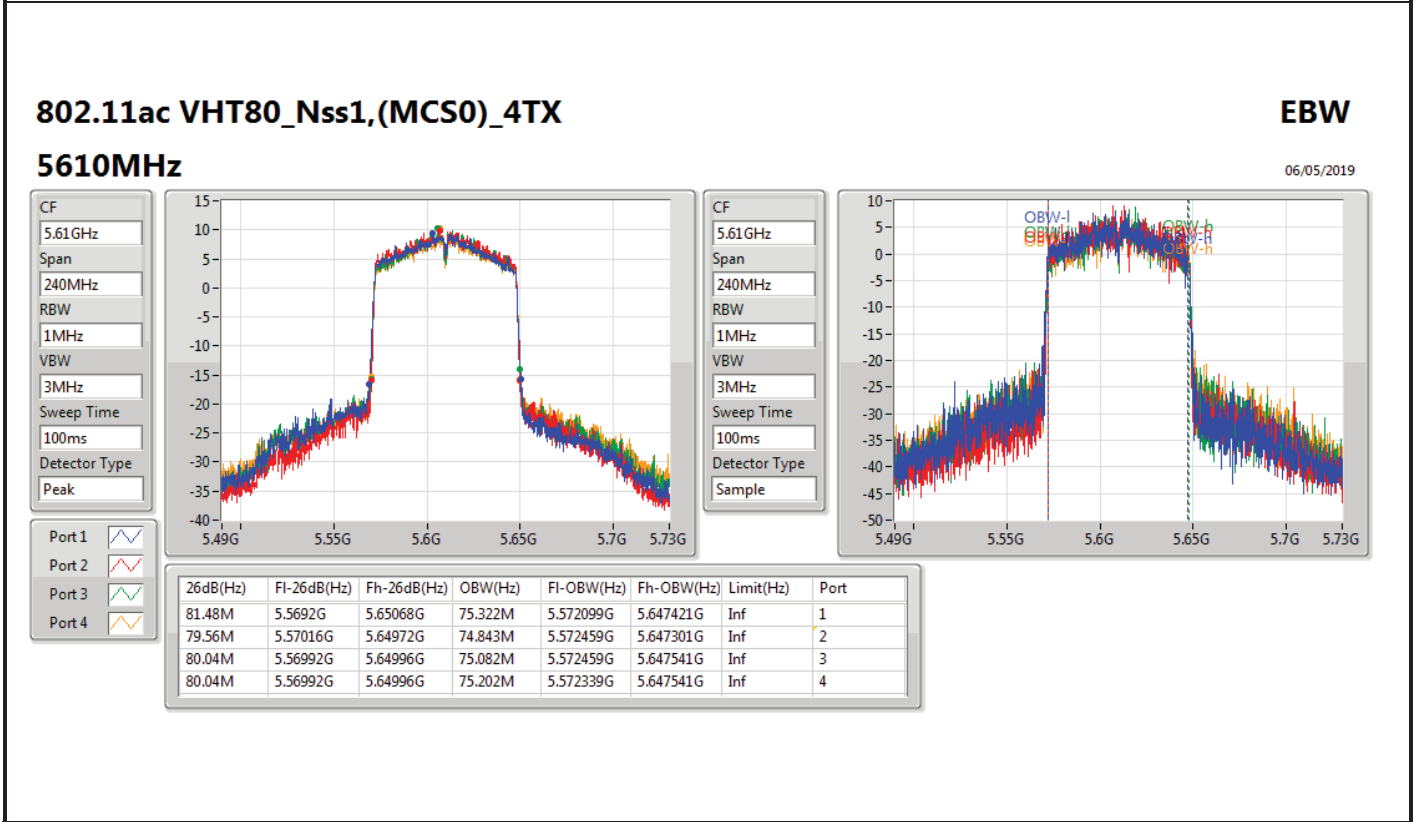 802.11ac VHT80_Nss1,(MCS0)_4TX
EBW
5610MHz
06/05/2019
CF
5.61GHz
Span
240MHz
RBW
1MHz
VBW
3MHz
Sweep Time
100ms
Detector Type
Peak
15
10
5
0
-5
-10
-15
-20
-25
-30
-35
-40
5.49G 5.55G 5.6G 5.65G 5.7G 5.73G
CF
5.61GHz
Span
240MHz
RBW
1MHz
VBW
3MHz
Sweep Time
100ms
Detector Type
Sample
10
5
0
-5
-10
-15
-20
-25
-30
-35
-40
-45
-50
OBW-l
5.49G 5.55G 5.6G 5.65G 5.7G 5.73G
Port 1
Port 2
Port 3
Port 4
26dB(Hz) Fl-26dB(Hz) Fh-26dB(Hz) OBW(Hz) Fl-OBW(Hz) Fh-OBW(Hz) Limit(Hz) Port
81.48M 5.5692G 5.65068G 75.322M 5.572099G 5.647421G Inf 1
79.56M 5.57016G 5.64972G 74.843M 5.572459G 5.647301G Inf 2
80.04M 5.56992G 5.64996G 75.082M 5.572459G 5.647541G Inf 3
80.04M 5.56992G 5.64996G 75.202M 5.572339G 5.647541G Inf 4